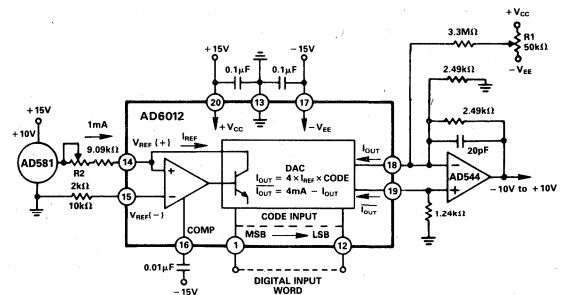 +VCC
3.3MΩ
R1
50kΩ
−VEE
+15V
−15V
0.1μF
0.1μF
2.49kΩ
2.49kΩ
20pF
20
13
17
AD6012
+VCC
−VEE
+15V
+10V
1mA
9.09kΩ
AD581
R2
2kΩ
10kΩ
14
15
VREF (+)
IREF
VREF(−)
+
−
DAC
IOUT = 4 × IREF × CODE
IOUT = 4mA − IOUT
IOUT
IOUT
18
19
−
+
AD544
−10V to +10V
1.24kΩ
CODE INPUT
COMP
MSB LSB
16
1
12
0.01μF
−15V
DIGITAL INPUT
WORD